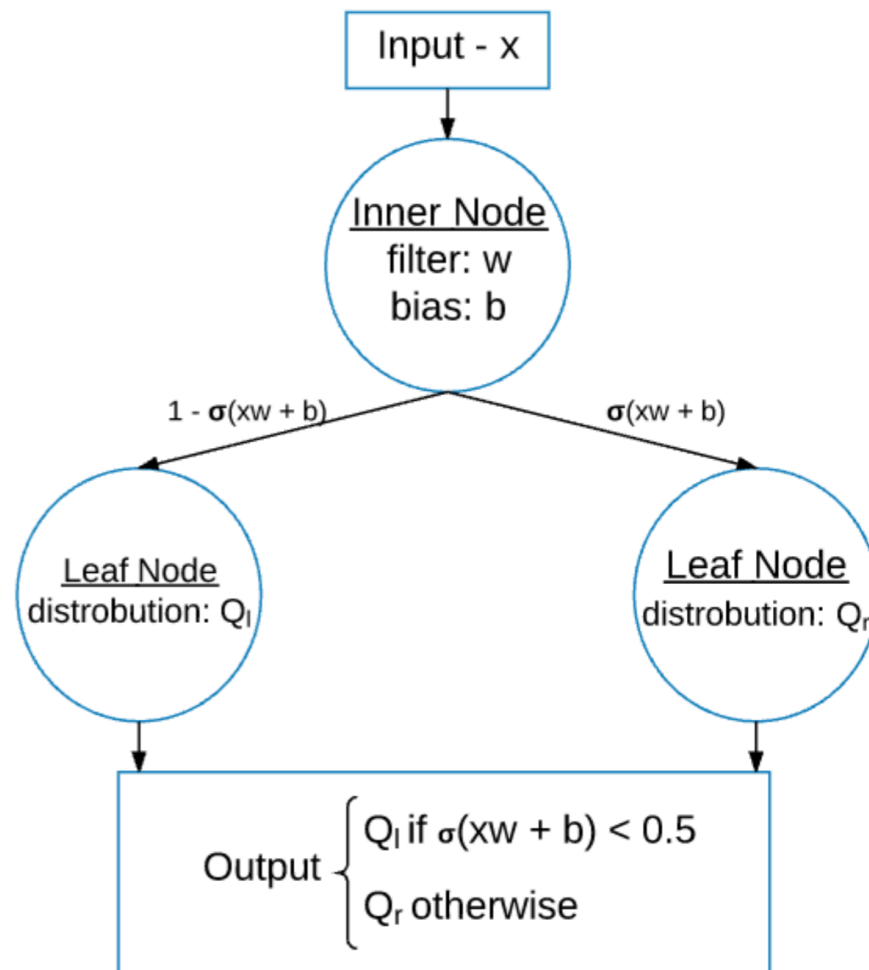 Input - x
Inner Node
filter: w
bias: b
1 - σ(xw + b)
σ(xw + b)
Leaf Node
distrobution: Qₗ
Leaf Node
distrobution: Qᵣ
Output
Qₗ if σ(xw + b) < 0.5
Qᵣ otherwise